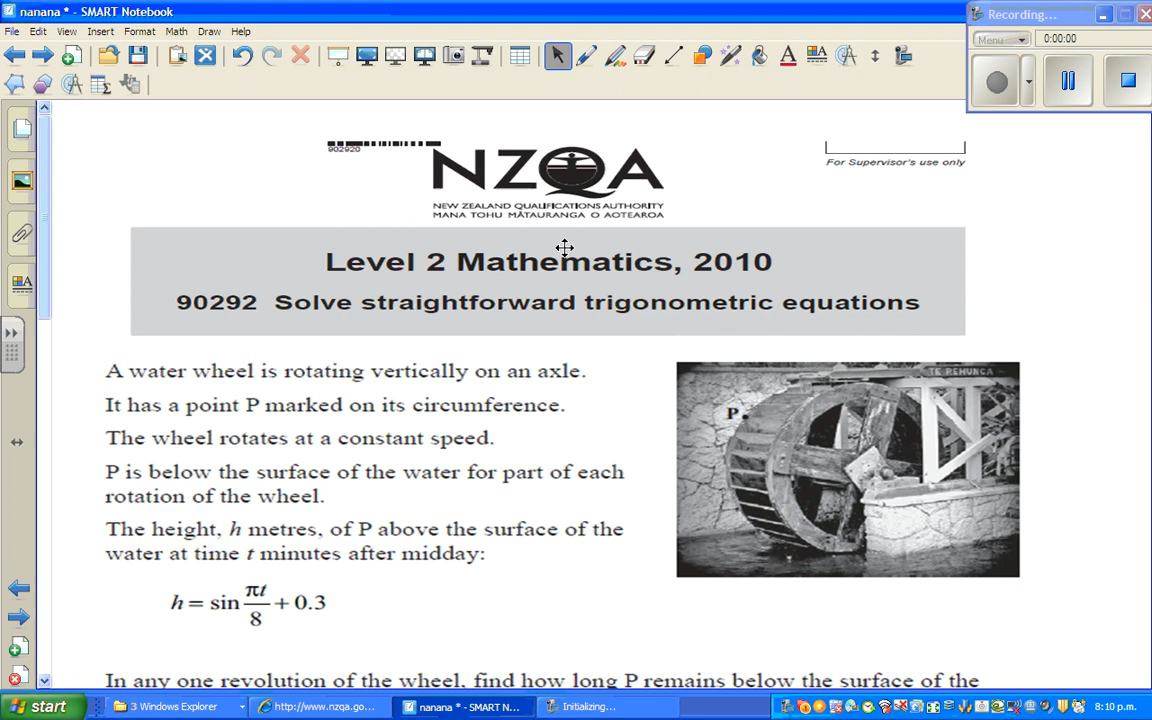 nanana * - SMART Notebook
Recording...
File Edit View Insert Format Math Draw Help
Menu
0:00:00
902920
NZQA
NEW ZEALAND QUALIFICATIONS AUTHORITY
MANA TOHU MĀTAURANGA O AOTEAROA
For Supervisor's use only
Level 2 Mathematics, 2010
90292 Solve straightforward trigonometric equations
A water wheel is rotating vertically on an axle.
It has a point P marked on its circumference.
The wheel rotates at a constant speed.
P is below the surface of the water for part of each
rotation of the wheel.
The height, h metres, of P above the surface of the
water at time t minutes after midday:
h = sin πt/8 + 0.3
TE REHUNGA
P
In any one revolution of the wheel, find how long P remains below the surface of the
start
3 Windows Explorer
http://www.nzqa.go...
nanana * - SMART N...
Initializing...
8:10 p.m.